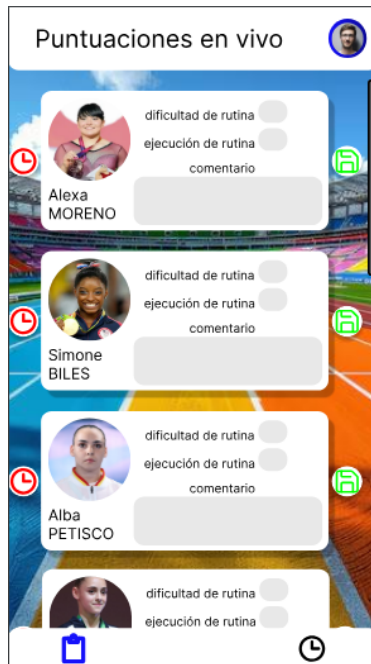 Puntuaciones en vivo
dificultad de rutina
ejecución de rutina
comentario
Alexa
MORENO
dificultad de rutina
ejecución de rutina
comentario
Simone
BILES
dificultad de rutina
ejecución de rutina
comentario
Alba
PETISCO
dificultad de rutina
ejecución de rutina